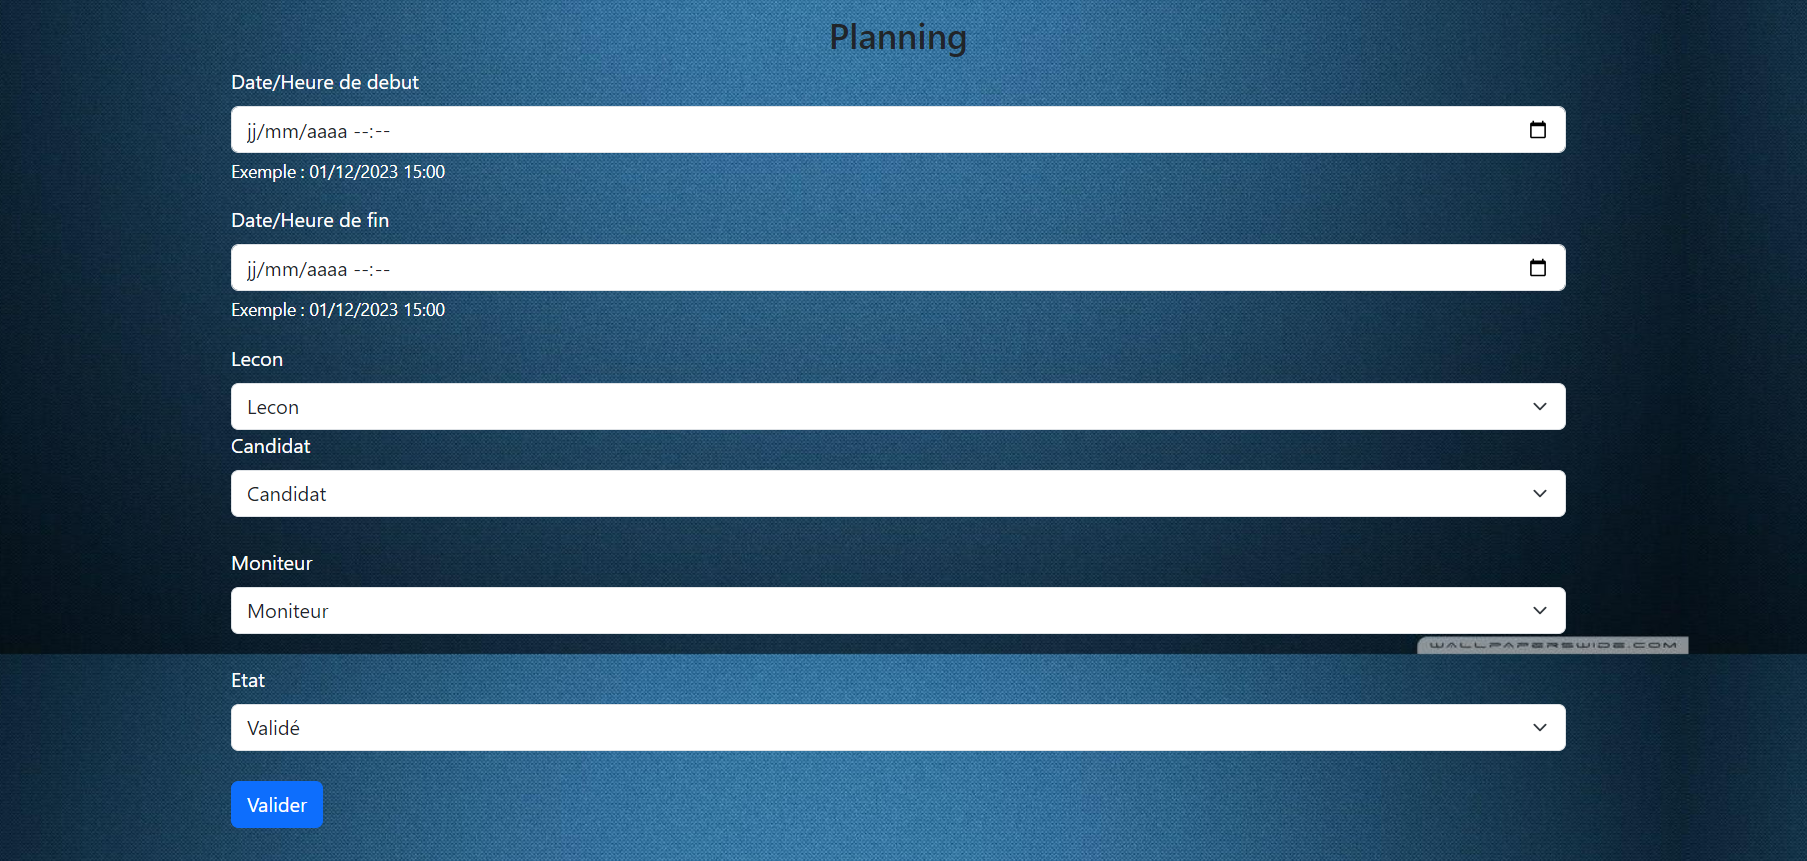 Planning
Date/Heure de debut
jj/mm/aaaa --:--
Exemple : 01/12/2023 15:00
Date/Heure de fin
jj/mm/aaaa --:--
Exemple : 01/12/2023 15:00
Lecon
Lecon
Candidat
Candidat
Moniteur
Moniteur
WALLPAPERSWIDE.COM
Etat
Validé
Valider